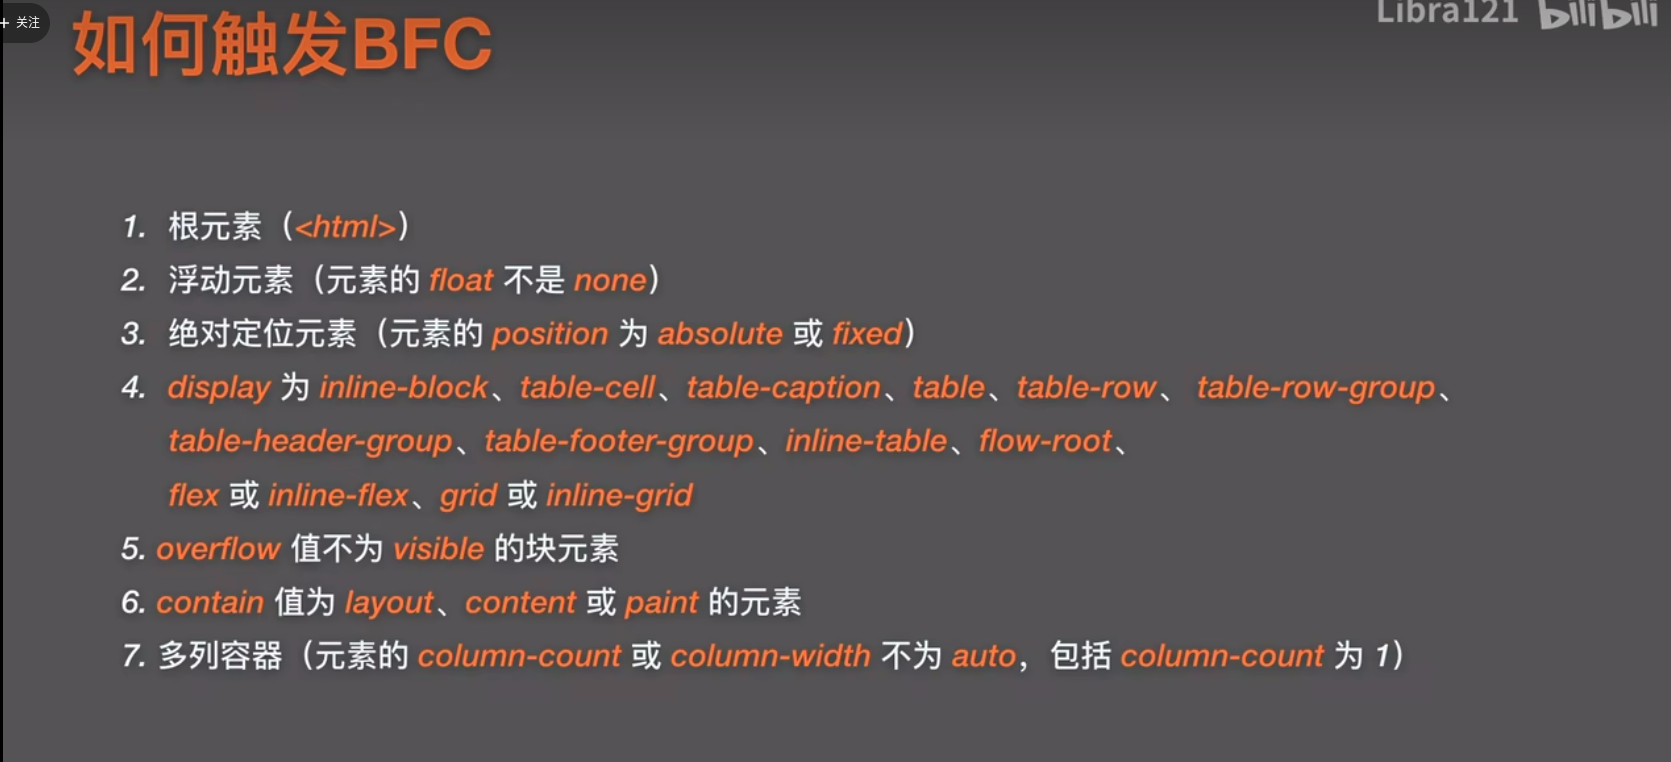 + 关注
Libra121 bilibili
如何触发BFC
1. 根元素（<html>）
2. 浮动元素（元素的 float 不是 none）
3. 绝对定位元素（元素的 position 为 absolute 或 fixed）
4. display 为 inline-block、table-cell、table-caption、table、table-row、 table-row-group、
table-header-group、table-footer-group、inline-table、flow-root、
flex 或 inline-flex、grid 或 inline-grid
5. overflow 值不为 visible 的块元素
6. contain 值为 layout、content 或 paint 的元素
7. 多列容器（元素的 column-count 或 column-width 不为 auto，包括 column-count 为 1）